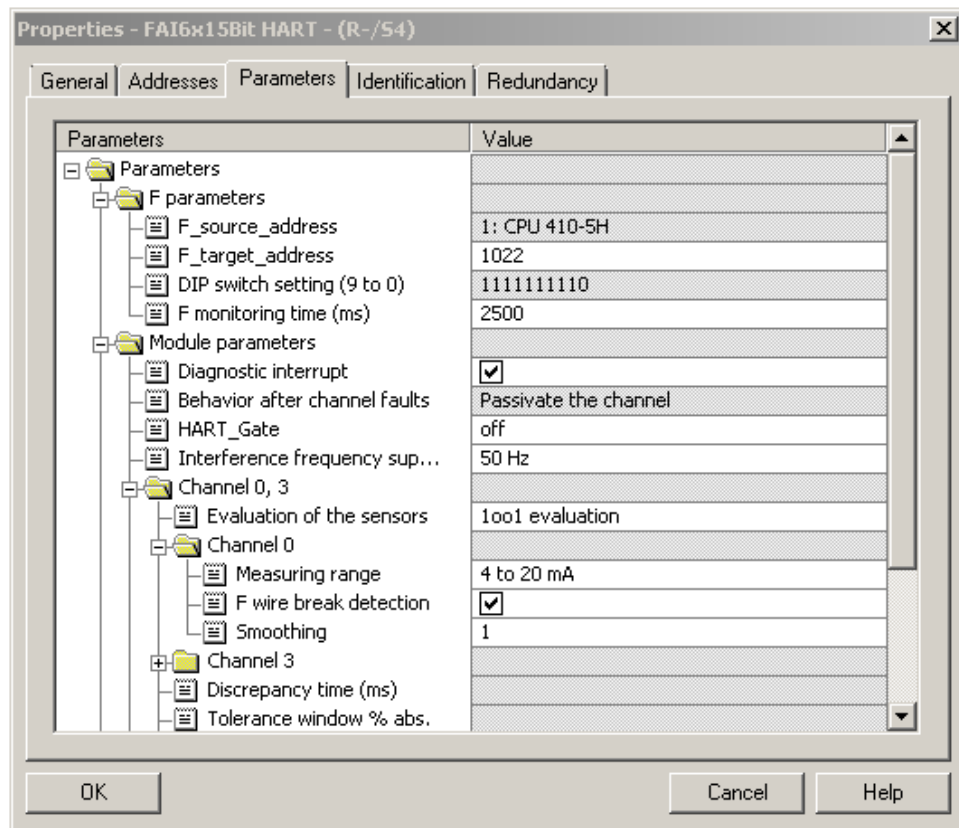 Properties - FAI6x15Bit HART - (R-/S4)
General Addresses Parameters Identification Redundancy
Parameters Value
Parameters
F parameters
F_source_address 1: CPU 410-5H
F_target_address 1022
DIP switch setting (9 to 0) 1111111110
F monitoring time (ms) 2500
Module parameters
Diagnostic interrupt
Behavior after channel faults Passivate the channel
HART_Gate off
Interference frequency sup... 50 Hz
Channel 0, 3
Evaluation of the sensors 1oo1 evaluation
Channel 0
Measuring range 4 to 20 mA
F wire break detection
Smoothing 1
Channel 3
Discrepancy time (ms)
Tolerance window % abs.
OK Cancel Help